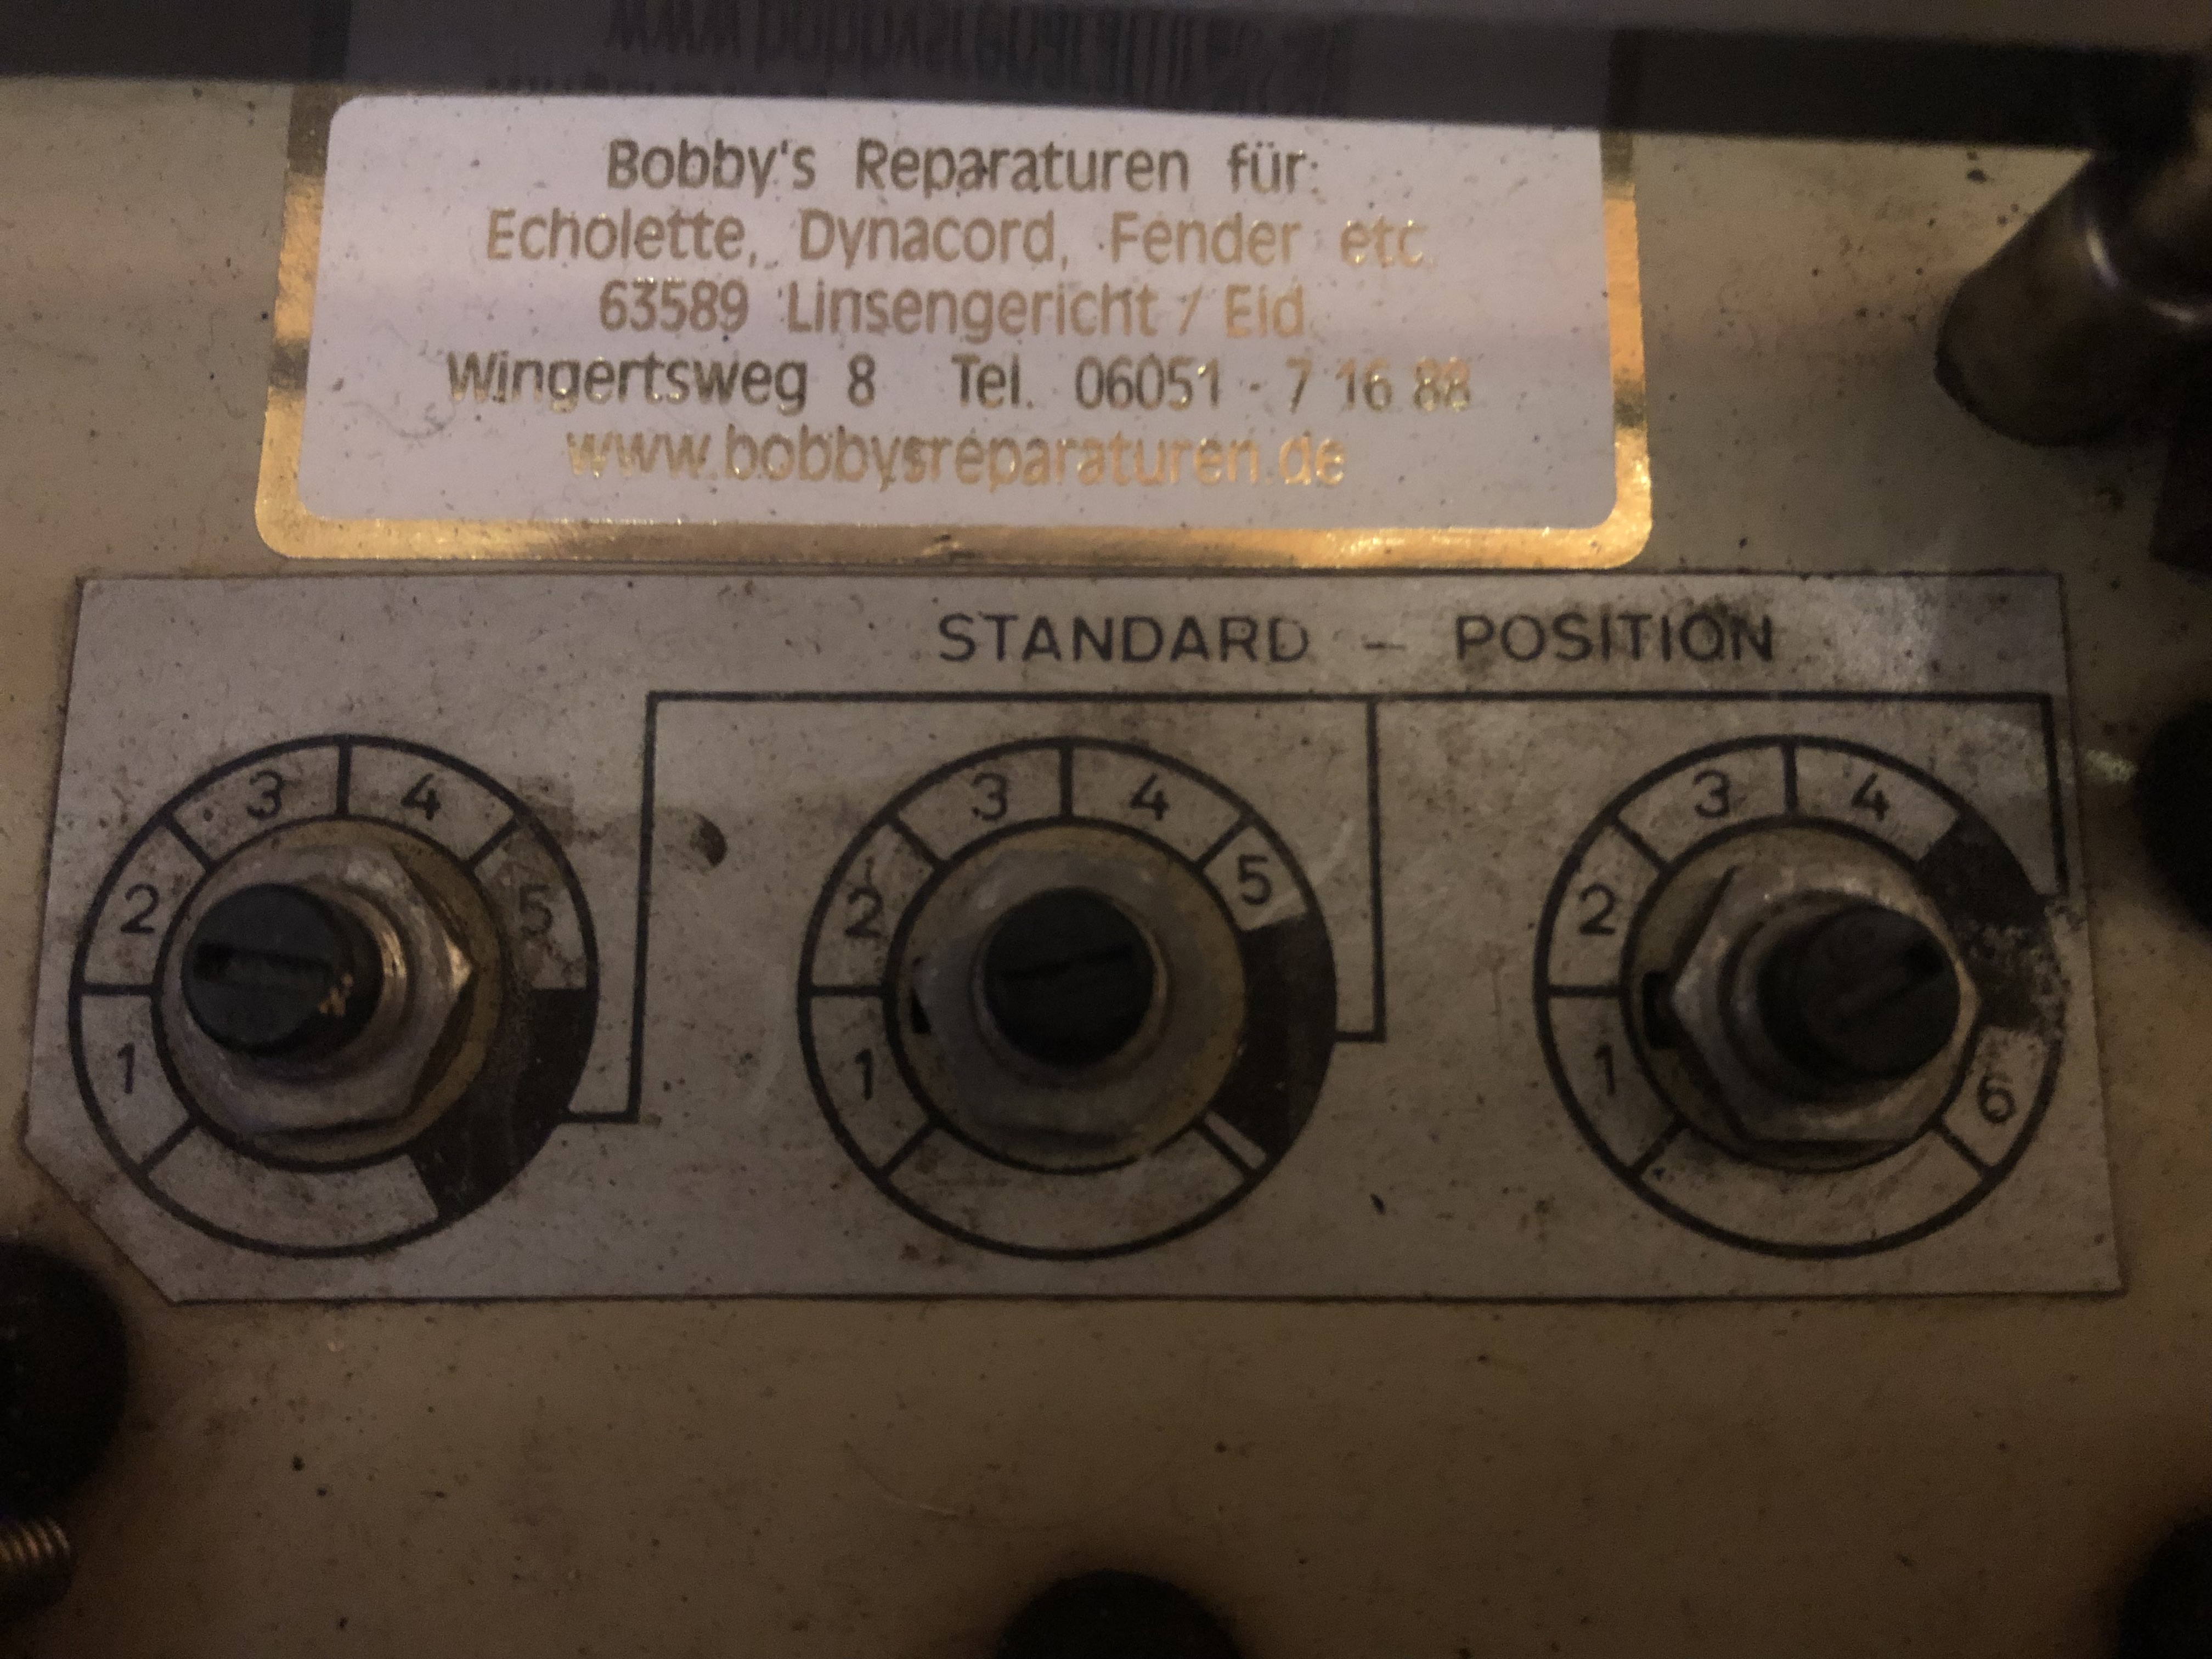 Bobby's Reparaturen für:
Echolette, Dynacord, Fender etc.
63589 Linsengericht / Eid.
Wingertsweg 8 Tel. 06051 - 7 16 88
www.bobbysreparaturen.de
STANDARD - POSITION
1 2 3 4 5
1 2 3 4 5
1 2 3 4 6